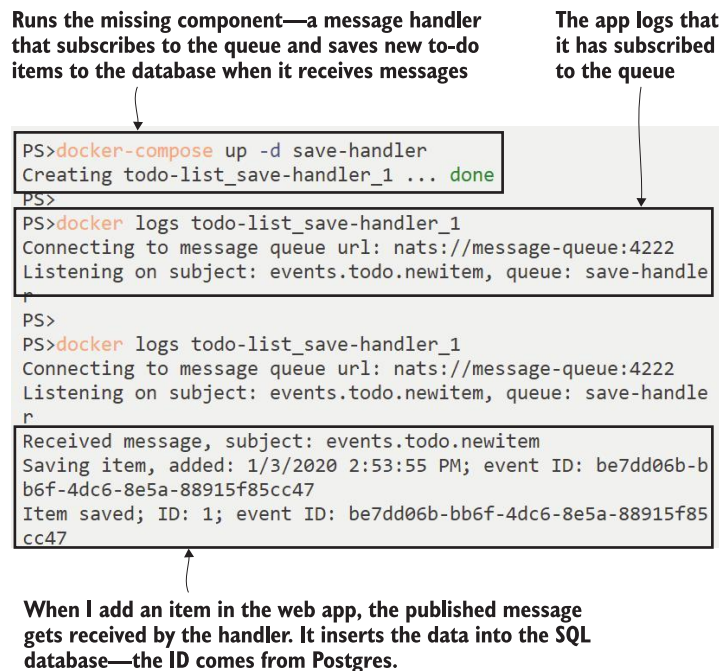 Runs the missing component—a message handler
that subscribes to the queue and saves new to-do
items to the database when it receives messages
The app logs that
it has subscribed
to the queue
PS>docker-compose up -d save-handler
Creating todo-list_save-handler_1 ... done
PS>
PS>docker logs todo-list_save-handler_1
Connecting to message queue url: nats://message-queue:4222
Listening on subject: events.todo.newitem, queue: save-handle
r
PS>
PS>docker logs todo-list_save-handler_1
Connecting to message queue url: nats://message-queue:4222
Listening on subject: events.todo.newitem, queue: save-handle
r
Received message, subject: events.todo.newitem
Saving item, added: 1/3/2020 2:53:55 PM; event ID: be7dd06b-b
b6f-4dc6-8e5a-88915f85cc47
Item saved; ID: 1; event ID: be7dd06b-bb6f-4dc6-8e5a-88915f85
cc47
When I add an item in the web app, the published message
gets received by the handler. It inserts the data into the SQL
database—the ID comes from Postgres.